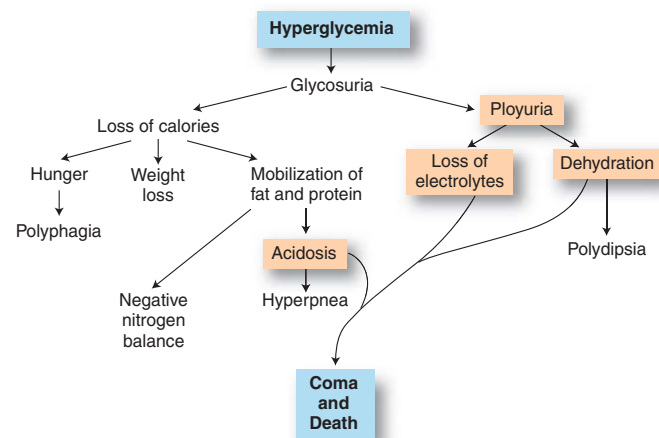 Hyperglycemia
Glycosuria
Loss of calories
Ployuria
Hunger
Weight
loss
Mobilization of
fat and protein
Loss of
electrolytes
Dehydration
Polyphagia
Acidosis
Polydipsia
Negative
nitrogen
balance
Hyperpnea
Coma
and
Death